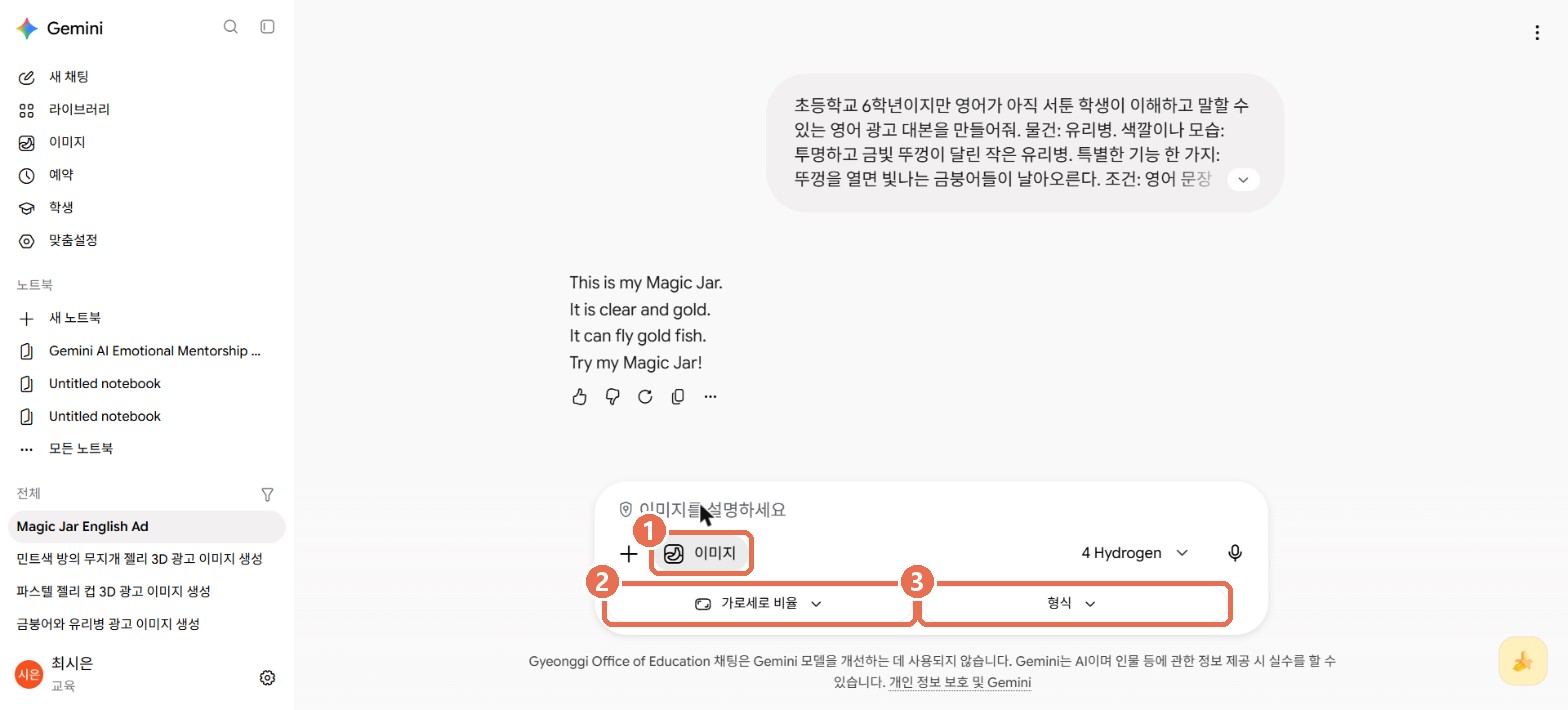 Gemini
새 채팅
라이브러리
이미지
예약
학생
맞춤설정
노트북
새 노트북
Gemini AI Emotional Mentorship ...
Untitled notebook
Untitled notebook
모든 노트북
전체
Magic Jar English Ad
민트색 방의 무지개 젤리 3D 광고 이미지 생성
파스텔 젤리 컵 3D 광고 이미지 생성
금붕어와 유리병 광고 이미지 생성
시은
최시은
교육
초등학교 6학년이지만 영어가 아직 서툰 학생이 이해하고 말할 수
있는 영어 광고 대본을 만들어줘. 물건: 유리병. 색깔이나 모습:
투명하고 금빛 뚜껑이 달린 작은 유리병. 특별한 기능 한 가지:
뚜껑을 열면 빛나는 금붕어들이 날아오른다. 조건: 영어 문장
This is my Magic Jar.
It is clear and gold.
It can fly gold fish.
Try my Magic Jar!
이미지를 설명하세요
1
이미지
4 Hydrogen
2
가로세로 비율
3
형식
Gyeonggi Office of Education 채팅은 Gemini 모델을 개선하는 데 사용되지 않습니다. Gemini는 AI이며 인물 등에 관한 정보 제공 시 실수를 할 수
있습니다. 개인 정보 보호 및 Gemini